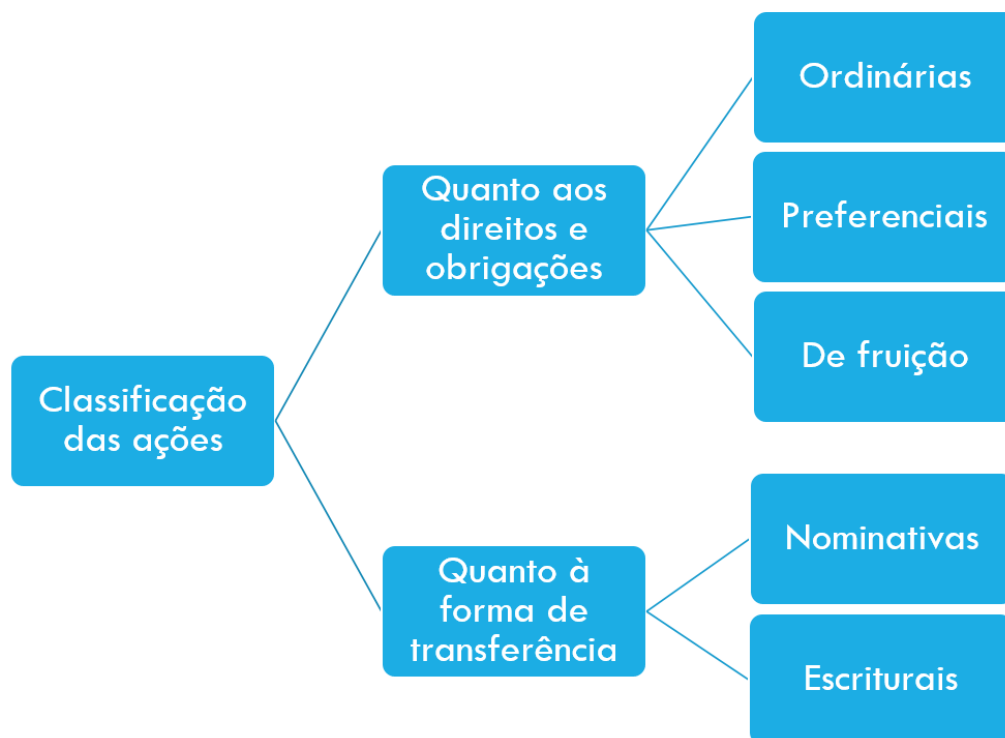 Classificação
das ações
Quanto aos
direitos e
obrigações
Ordinárias
Preferenciais
De fruição
Quanto à
forma de
transferência
Nominativas
Escriturais